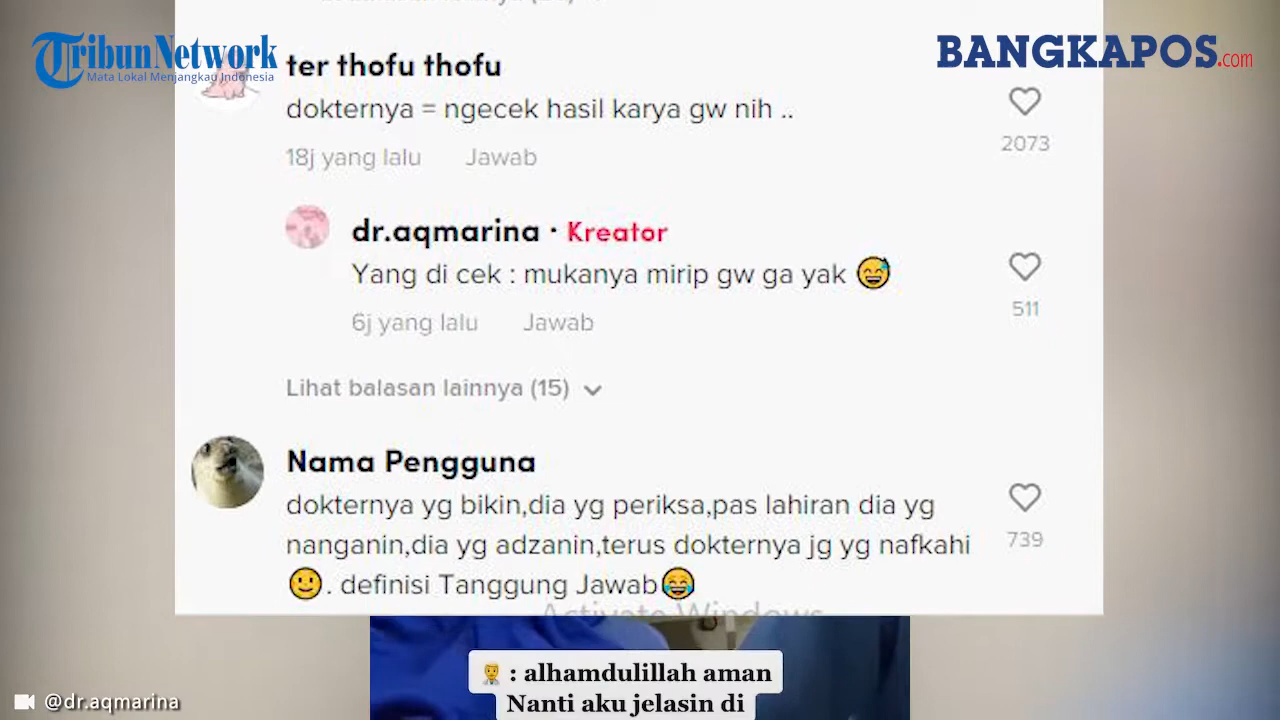 TribunNetwork
Mata Lokal Menjangkau Indonesia
BANGKAPOS.com
ter thofu thofu
dokternya = ngecek hasil karya gw nih ..
18j yang lalu Jawab
2073
dr.aqmarina · Kreator
Yang di cek : mukanya mirip gw ga yak 😅
6j yang lalu Jawab
511
Lihat balasan lainnya (15)
Nama Pengguna
dokternya yg bikin,dia yg periksa,pas lahiran dia yg
nanganin,dia yg adzanin,terus dokternya jg yg nafkahi
🙂. definisi Tanggung Jawab😂
739
Activate Windows
👨‍⚕️ : alhamdulillah aman
Nanti aku jelasin di
@dr.aqmarina